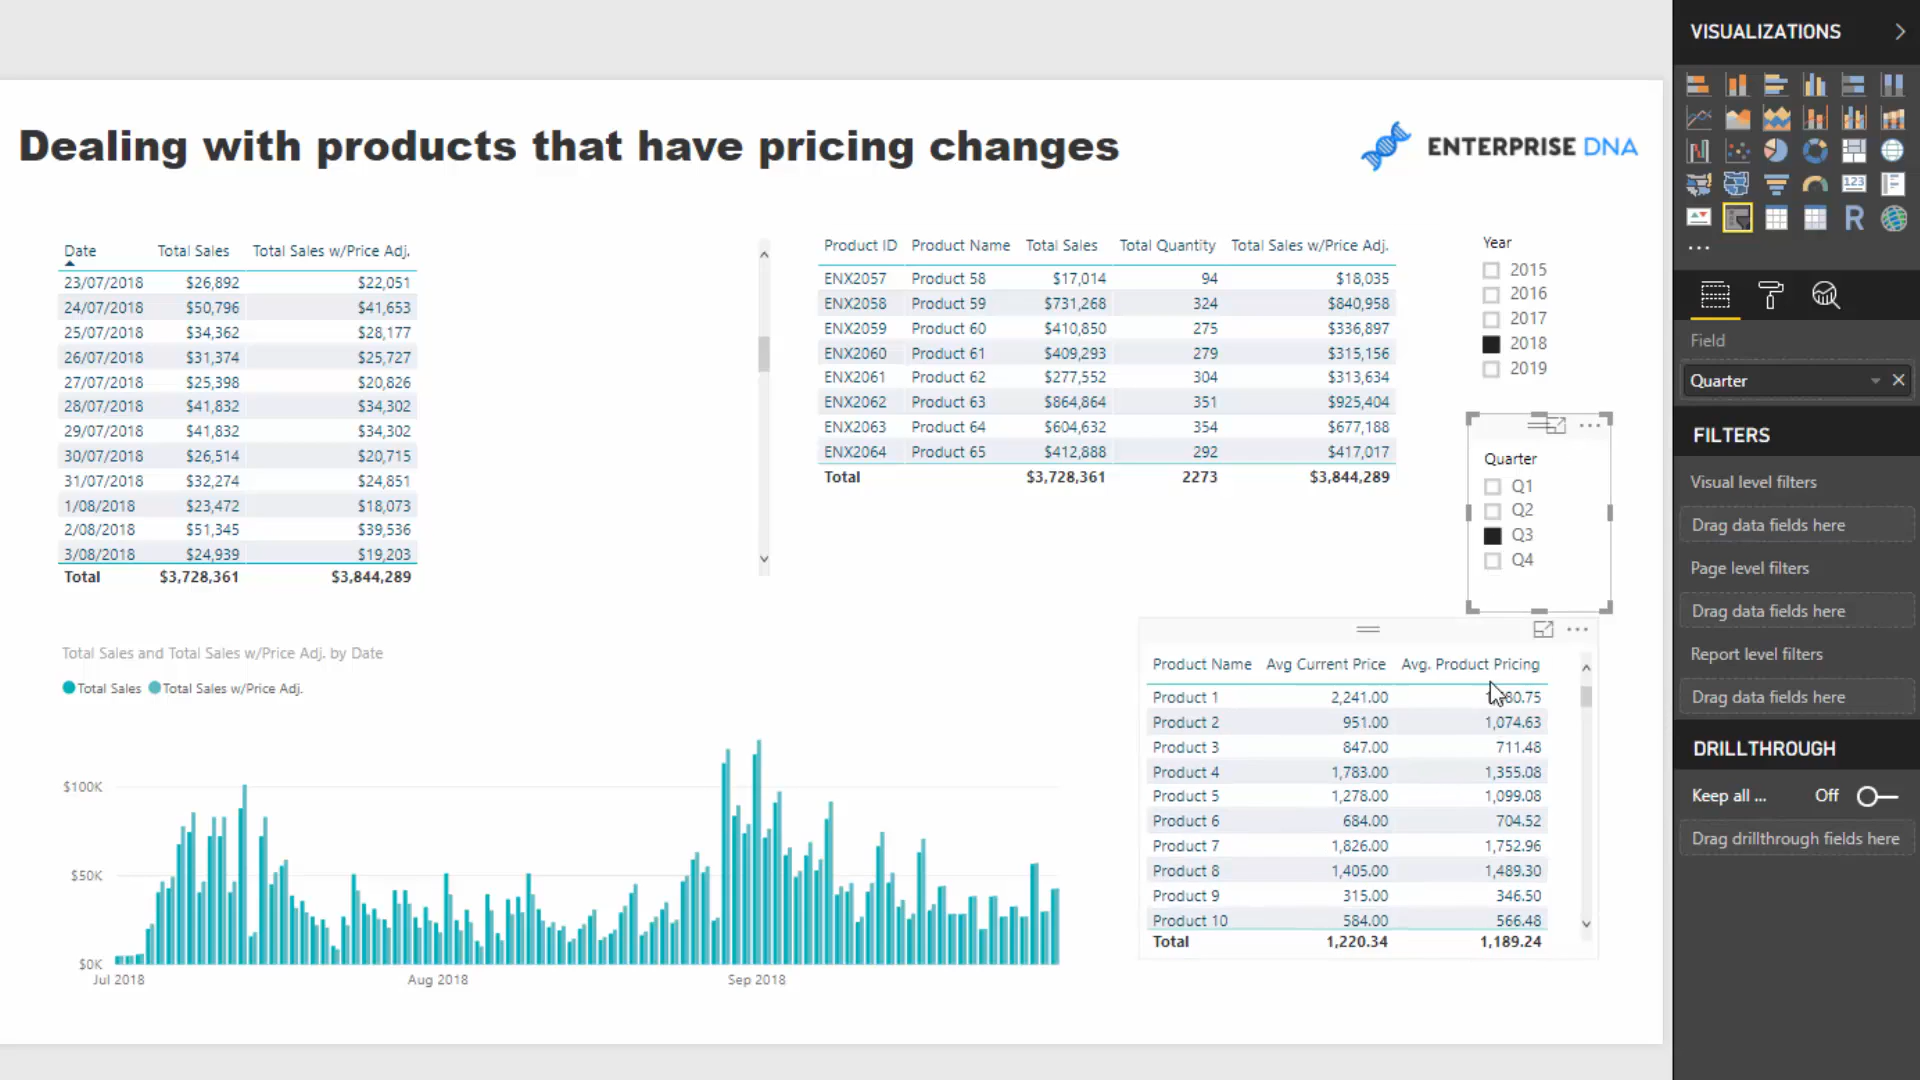 VISUALIZATIONS
Dealing with products that have pricing changes
ENTERPRISE DNA
Date Total Sales Total Sales w/Price Adj.
23/07/2018 $26,892 $22,051
24/07/2018 $50,796 $41,653
25/07/2018 $34,362 $28,177
26/07/2018 $31,374 $25,727
27/07/2018 $25,398 $20,826
28/07/2018 $41,832 $34,302
29/07/2018 $41,832 $34,302
30/07/2018 $26,514 $20,715
31/07/2018 $32,274 $24,851
1/08/2018 $23,472 $18,073
2/08/2018 $51,345 $39,536
3/08/2018 $24,939 $19,203
Total $3,728,361 $3,844,289
Product ID Product Name Total Sales Total Quantity Total Sales w/Price Adj.
ENX2057 Product 58 $17,014 94 $18,035
ENX2058 Product 59 $731,268 324 $840,958
ENX2059 Product 60 $410,850 275 $336,897
ENX2060 Product 61 $409,293 279 $315,156
ENX2061 Product 62 $277,552 304 $313,634
ENX2062 Product 63 $864,864 351 $925,404
ENX2063 Product 64 $604,632 354 $677,188
ENX2064 Product 65 $412,888 292 $417,017
Total $3,728,361 2273 $3,844,289
Year
2015
2016
2017
2018
2019
Quarter
Q1
Q2
Q3
Q4
Total Sales and Total Sales w/Price Adj. by Date
Total Sales Total Sales w/Price Adj.
$100K
$50K
$0K
Jul 2018 Aug 2018 Sep 2018
Product Name Avg Current Price Avg. Product Pricing
Product 1 2,241.00
Product 2 951.00 1,074.63
Product 3 847.00 711.48
Product 4 1,783.00 1,355.08
Product 5 1,278.00 1,099.08
Product 6 684.00 704.52
Product 7 1,826.00 1,752.96
Product 8 1,405.00 1,489.30
Product 9 315.00 346.50
Product 10 584.00 566.48
Total 1,220.34 1,189.24
123
R
Field
Quarter
FILTERS
Visual level filters
Drag data fields here
Page level filters
Drag data fields here
Report level filters
Drag data fields here
DRILLTHROUGH
Keep all ... Off
Drag drillthrough fields here